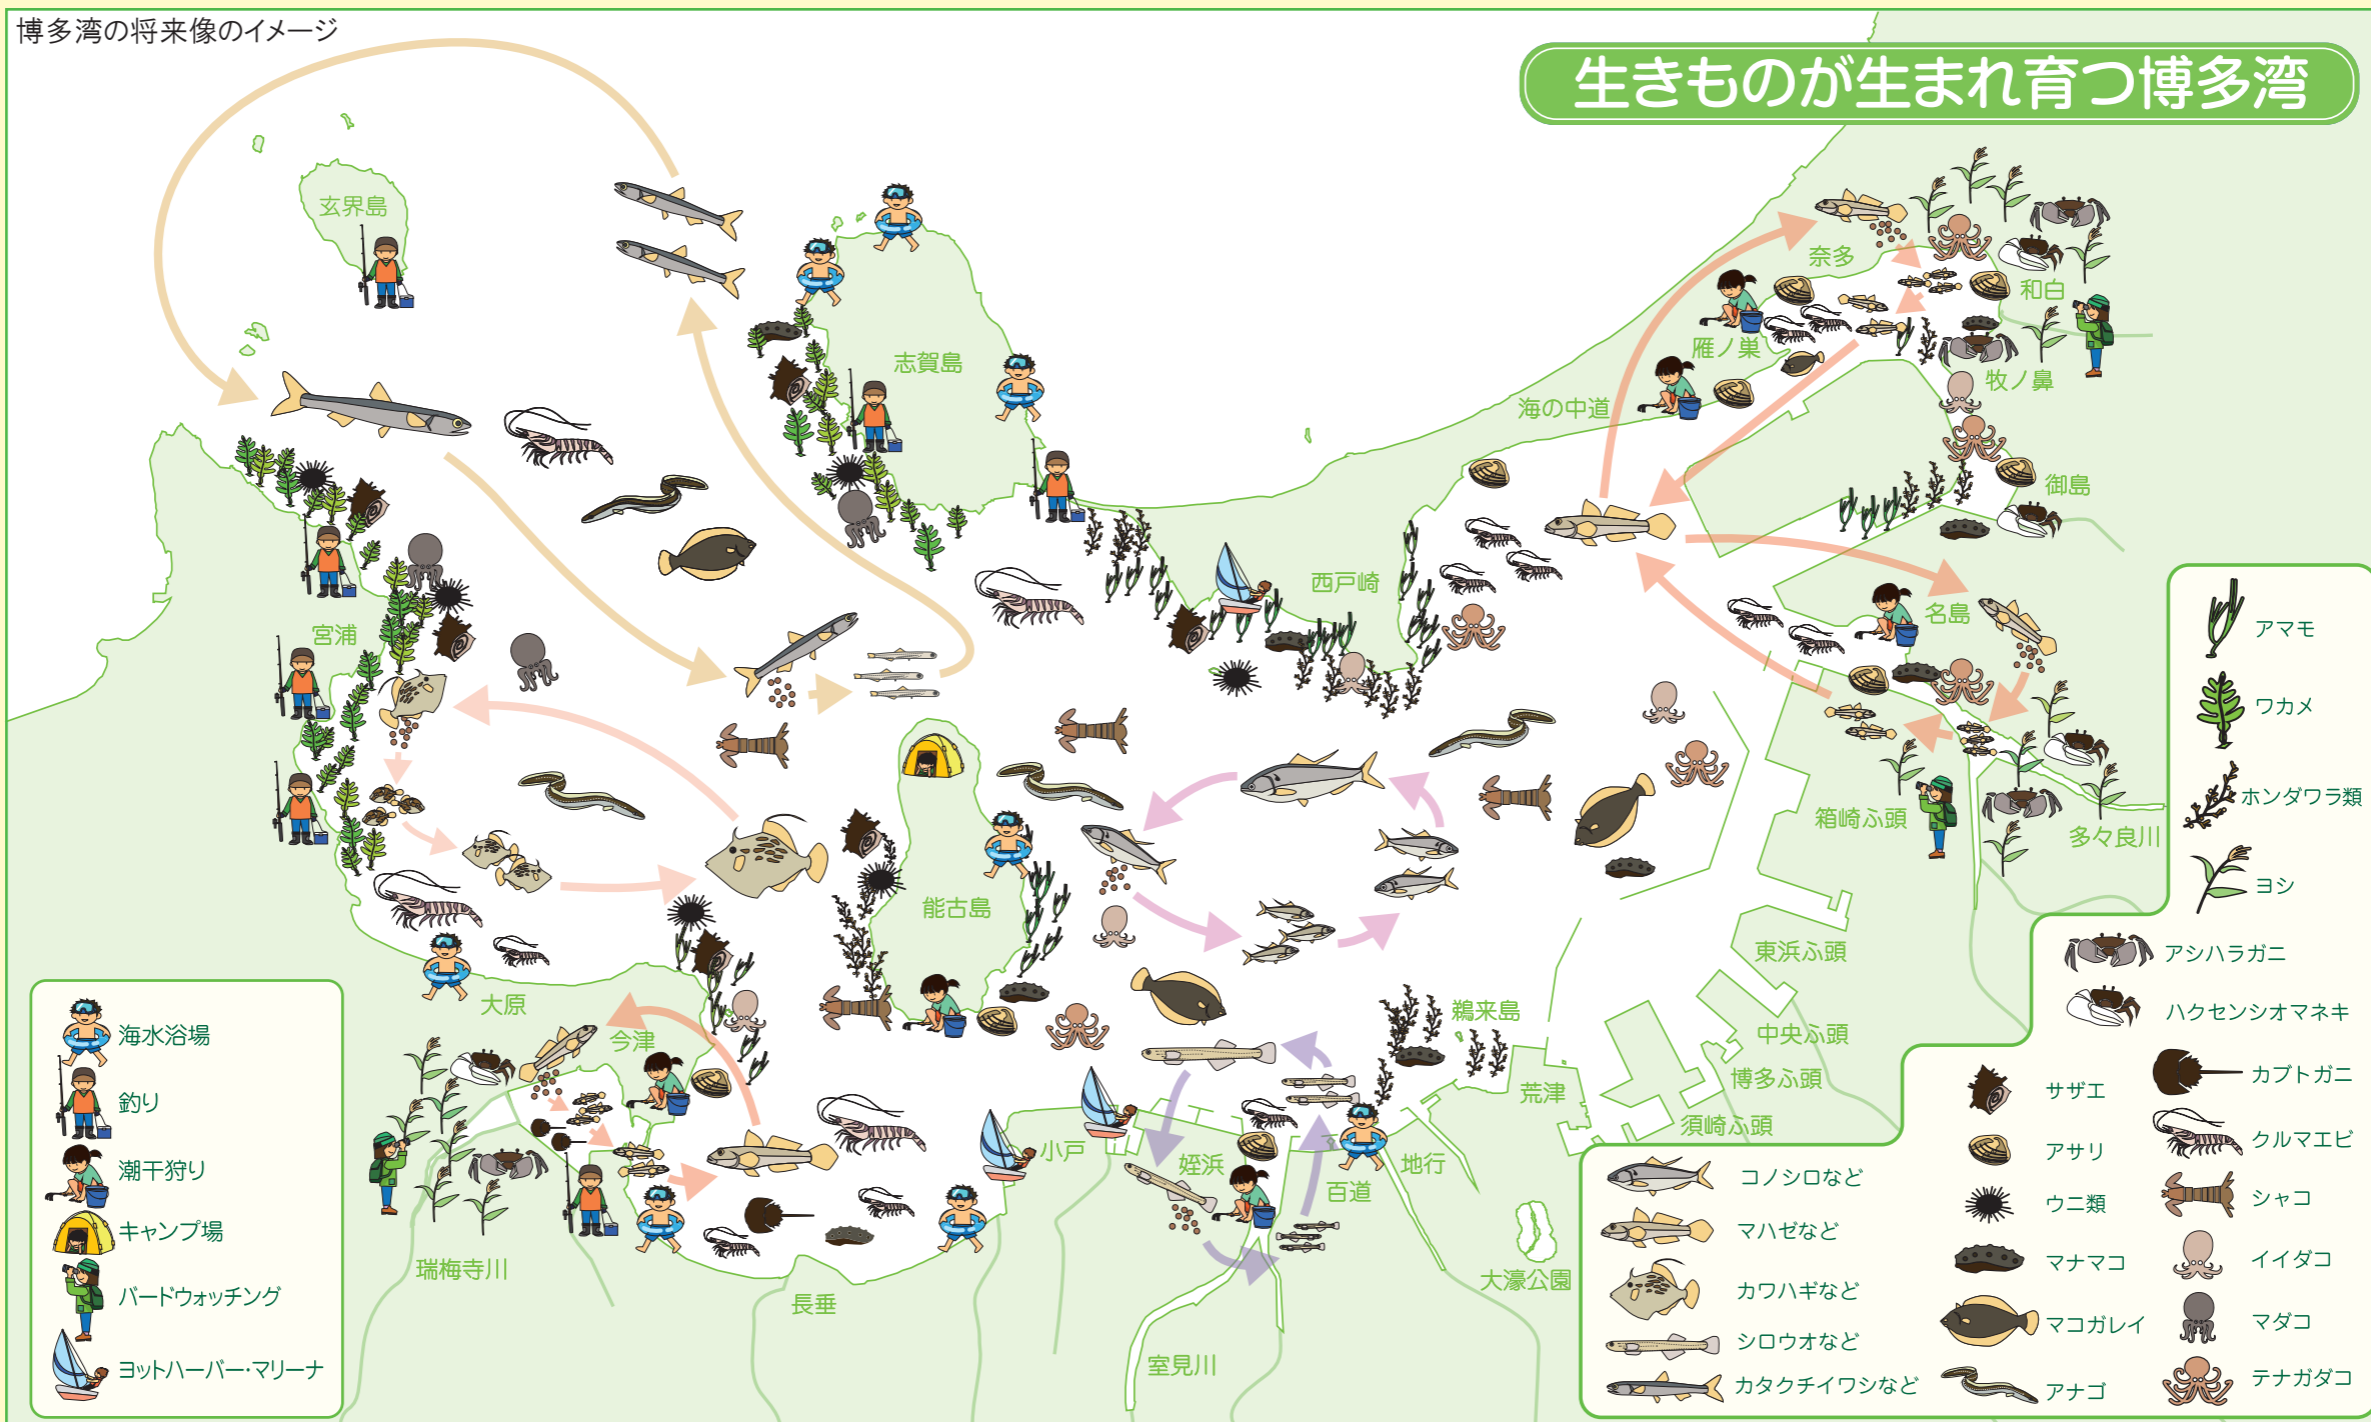 博多湾の将来像のイメージ
生きものが生まれ育つ博多湾
玄界島
志賀島
奈多
和白
雁ノ巣
牧ノ鼻
海の中道
御島
西戸崎
名島
宮浦
箱崎ふ頭
多々良川
能古島
東浜ふ頭
大原
今津
鵜来島
中央ふ頭
博多ふ頭
荒津
須崎ふ頭
小戸
姪浜
地行
百道
瑞梅寺川
長垂
大濠公園
室見川
海水浴場
釣り
潮干狩り
キャンプ場
バードウォッチング
ヨットハーバー・マリーナ
アマモ
ワカメ
ホンダワラ類
ヨシ
アシハラガニ
ハクセンシオマネキ
サザエ
カブトガニ
アサリ
クルマエビ
コノシロなど
ウニ類
シャコ
マハゼなど
マナマコ
イイダコ
カワハギなど
マコガレイ
マダコ
シロウオなど
カタクチイワシなど
アナゴ
テナガダコ